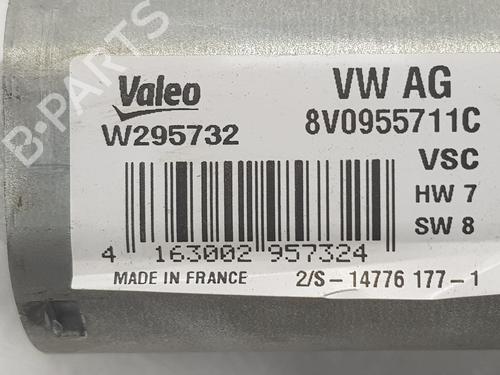 Valeo
VW AG
W295732
8V0955711C
VSC
HW 7
SW 8
4 163002 957324
MADE IN FRANCE
2/S-14776 177-1
B-PARTS